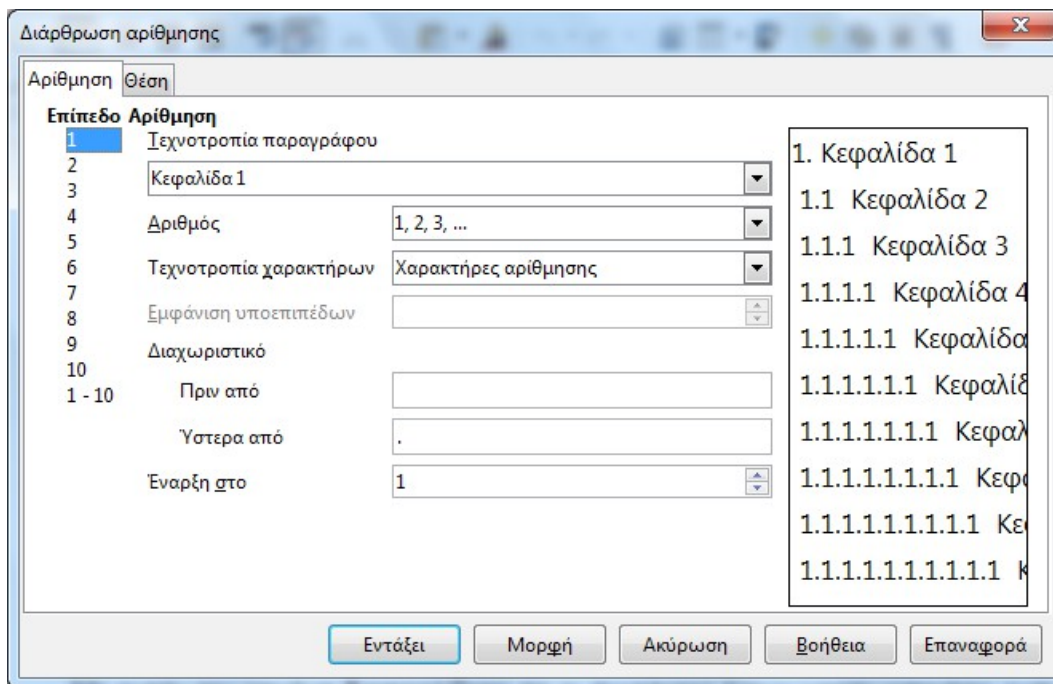 Διάρθρωση αρίθμησης
Αρίθμηση Θέση
Επίπεδο Αρίθμηση
1
2
3
4
5
6
7
8
9
10
1 - 10
Τεχνοτροπία παραγράφου
Κεφαλίδα 1
Αριθμός 1, 2, 3, ...
Τεχνοτροπία χαρακτήρων Χαρακτήρες αρίθμησης
Εμφάνιση υποεπιπέδων
Διαχωριστικό
Πριν από
Ύστερα από .
Έναρξη στο 1
1. Κεφαλίδα 1
1.1 Κεφαλίδα 2
1.1.1 Κεφαλίδα 3
1.1.1.1 Κεφαλίδα 4
1.1.1.1.1 Κεφαλίδα
1.1.1.1.1.1 Κεφαλίδ
1.1.1.1.1.1.1 Κεφαλ
1.1.1.1.1.1.1.1 Κεφα
1.1.1.1.1.1.1.1.1 Κεφ
1.1.1.1.1.1.1.1.1.1 Κ
Εντάξει Μορφή Ακύρωση Βοήθεια Επαναφορά